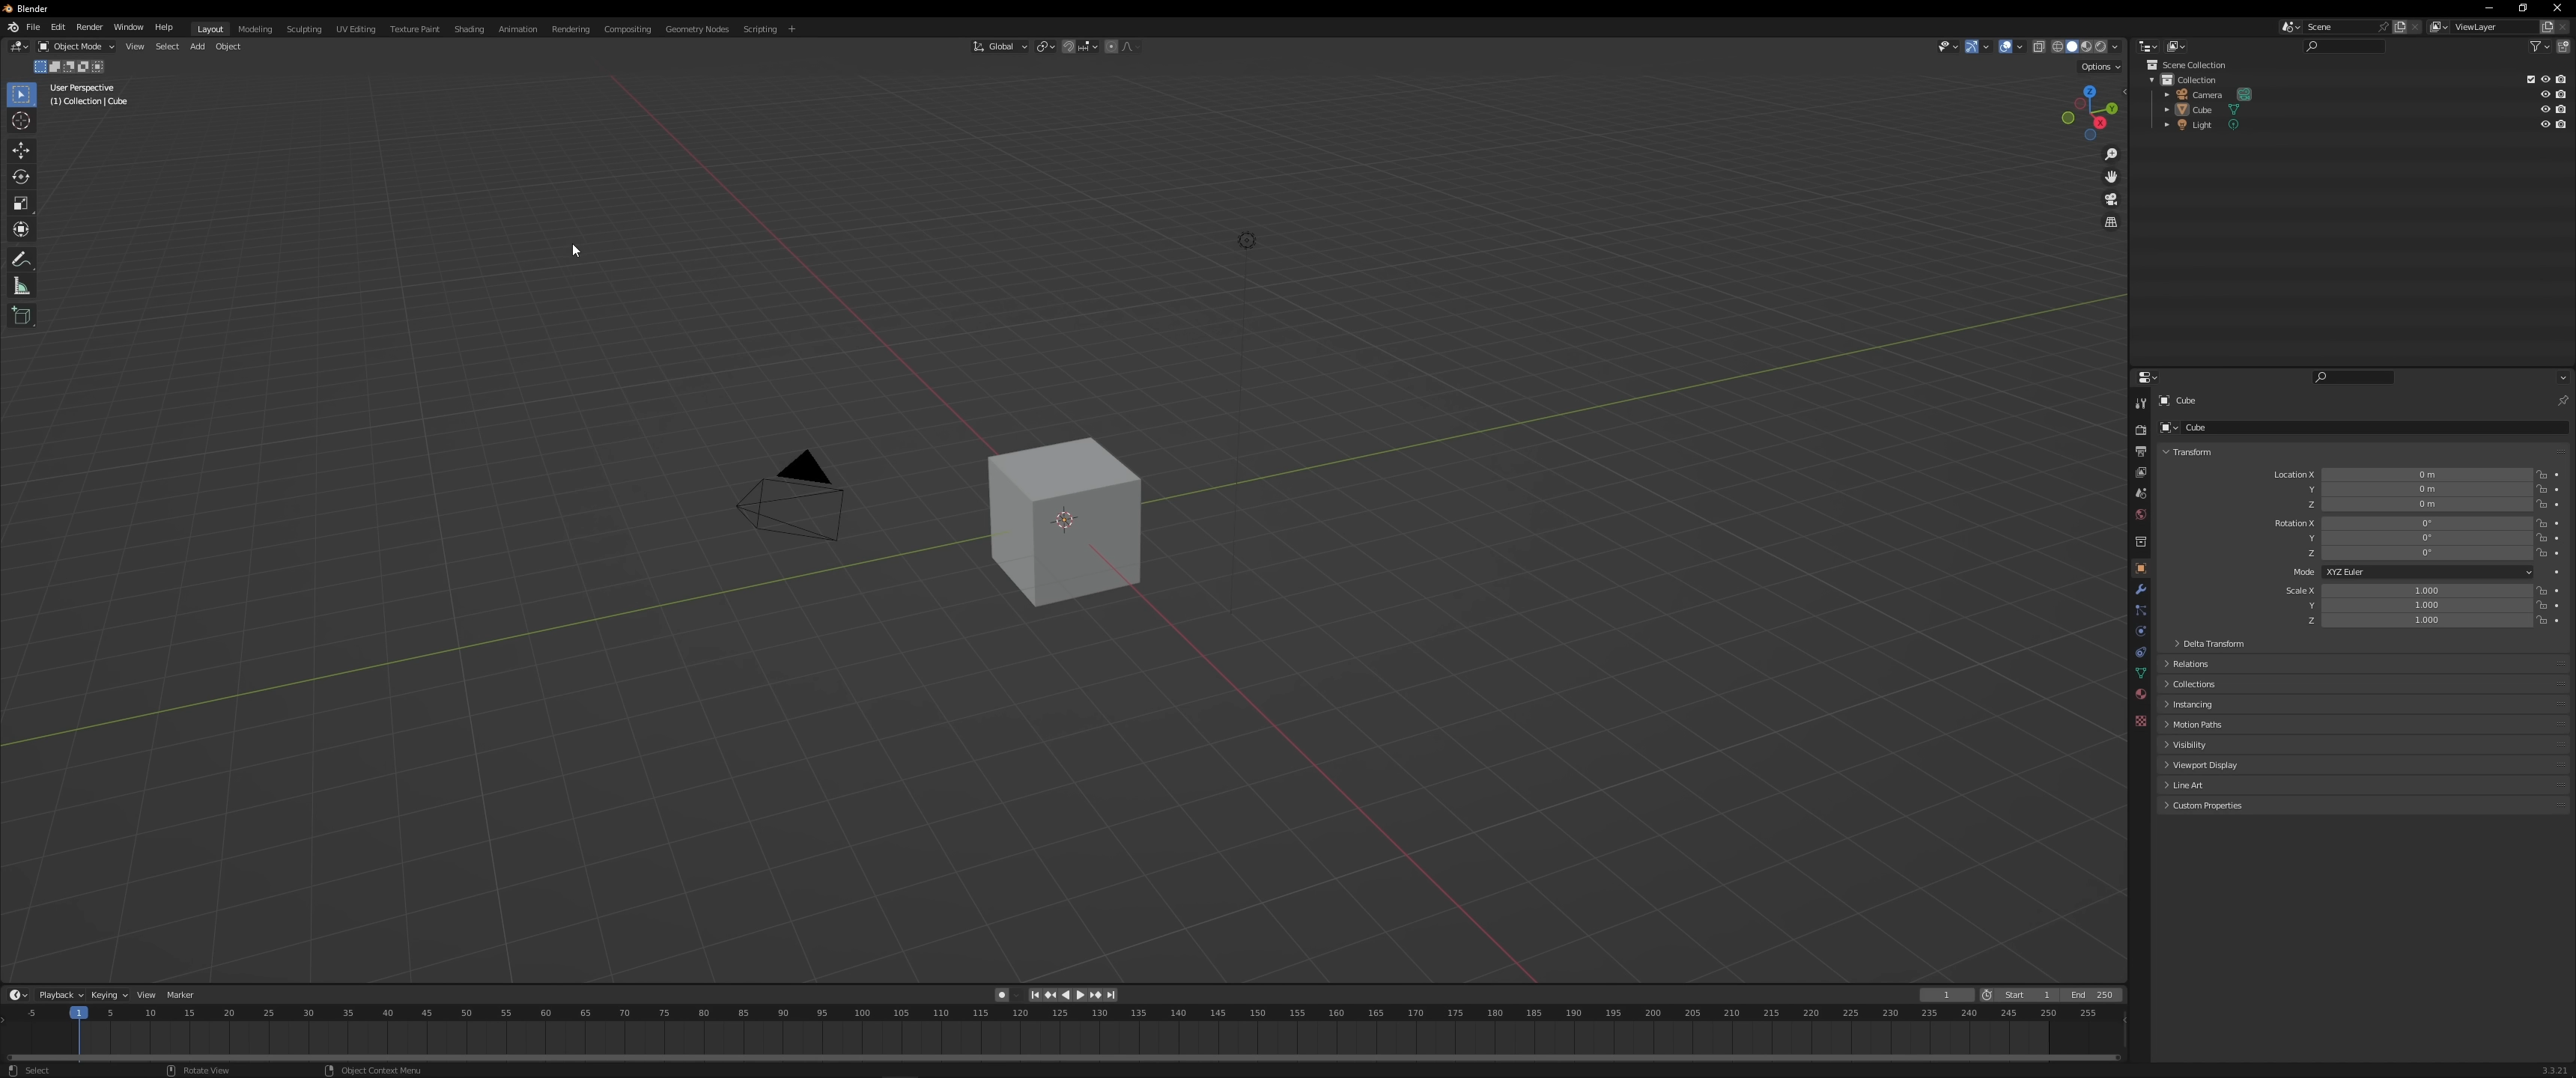 Blender
File Edit Render Window Help Layout Modeling Sculpting UV Editing Texture Paint Shading Animation Rendering Compositing Geometry Nodes Scripting + Scene ViewLayer
Object Mode View Select Add Object Global
Options
User Perspective
(1) Collection | Cube
Z
Y
X
Scene Collection
Collection
Camera
Cube
Light
Cube
Cube
Transform
Location X 0 m
Y 0 m
Z 0 m
Rotation X 0°
Y 0°
Z 0°
Mode XYZ Euler
Scale X 1.000
Y 1.000
Z 1.000
Delta Transform
Relations
Collections
Instancing
Motion Paths
Visibility
Viewport Display
Line Art
Custom Properties
Playback Keying View Marker 1 Start 1 End 250
-5 1 5 10 15 20 25 30 35 40 45 50 55 60 65 70 75 80 85 90 95 100 105 110 115 120 125 130 135 140 145 150 155 160 165 170 175 180 185 190 195 200 205 210 215 220 225 230 235 240 245 250 255
Select Rotate View Object Context Menu 3.3.21